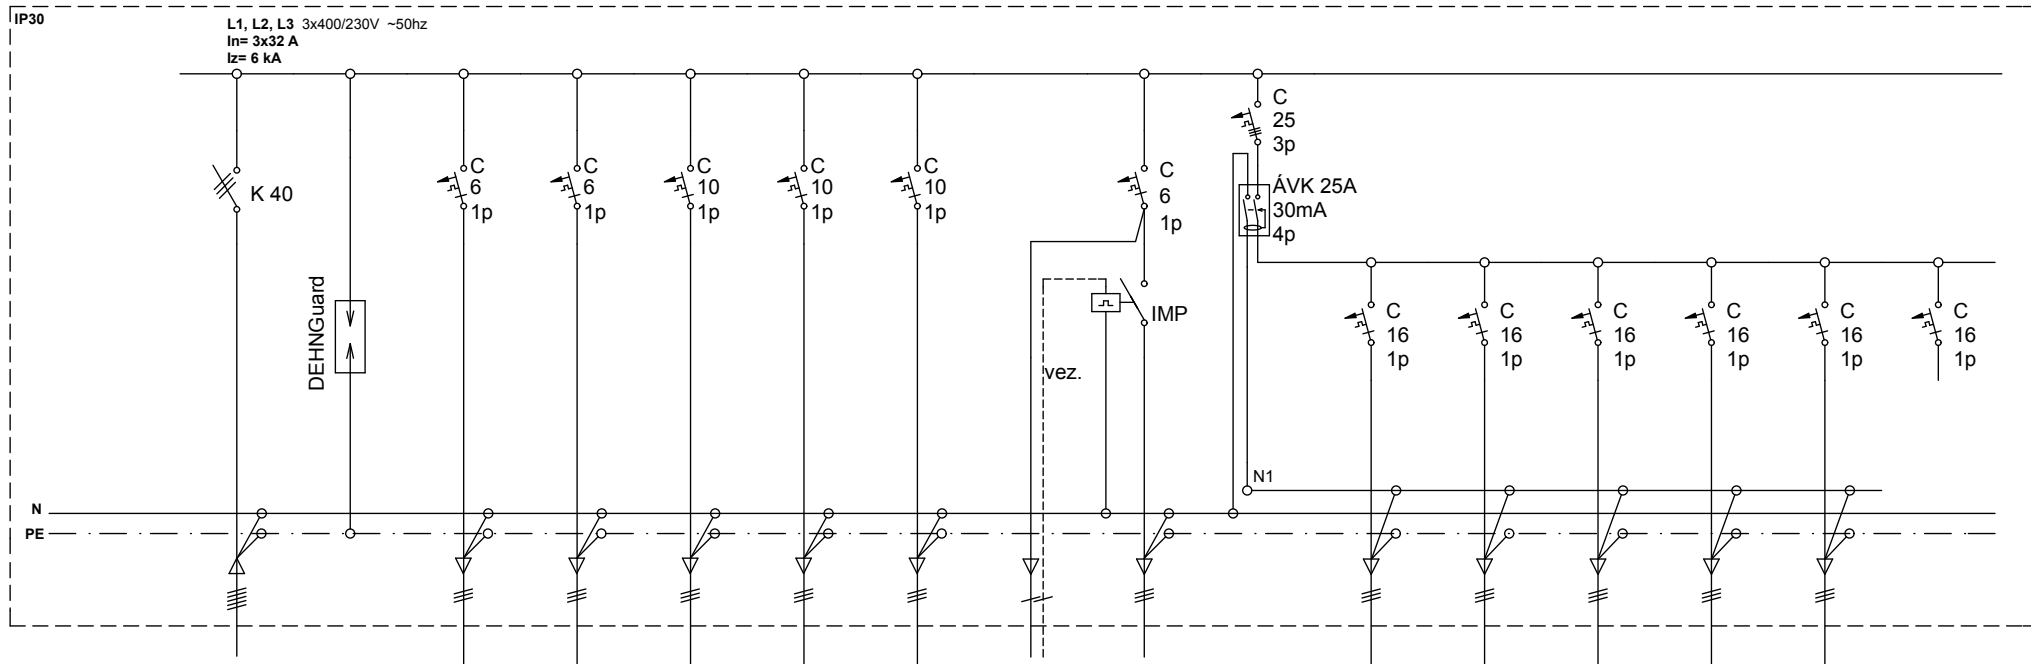 IP30
L1, L2, L3 3x400/230V ~50hz
In= 3x32 A
Iz= 6 kA
K 40
DEHNGuard
C
6
1p
C
6
1p
C
10
1p
C
10
1p
C
10
1p
C
6
1p
IMP
vez.
C
25
3p
ÁVK 25A
30mA
4p
C
16
1p
C
16
1p
C
16
1p
C
16
1p
C
16
1p
C
16
1p
N1
N
PE